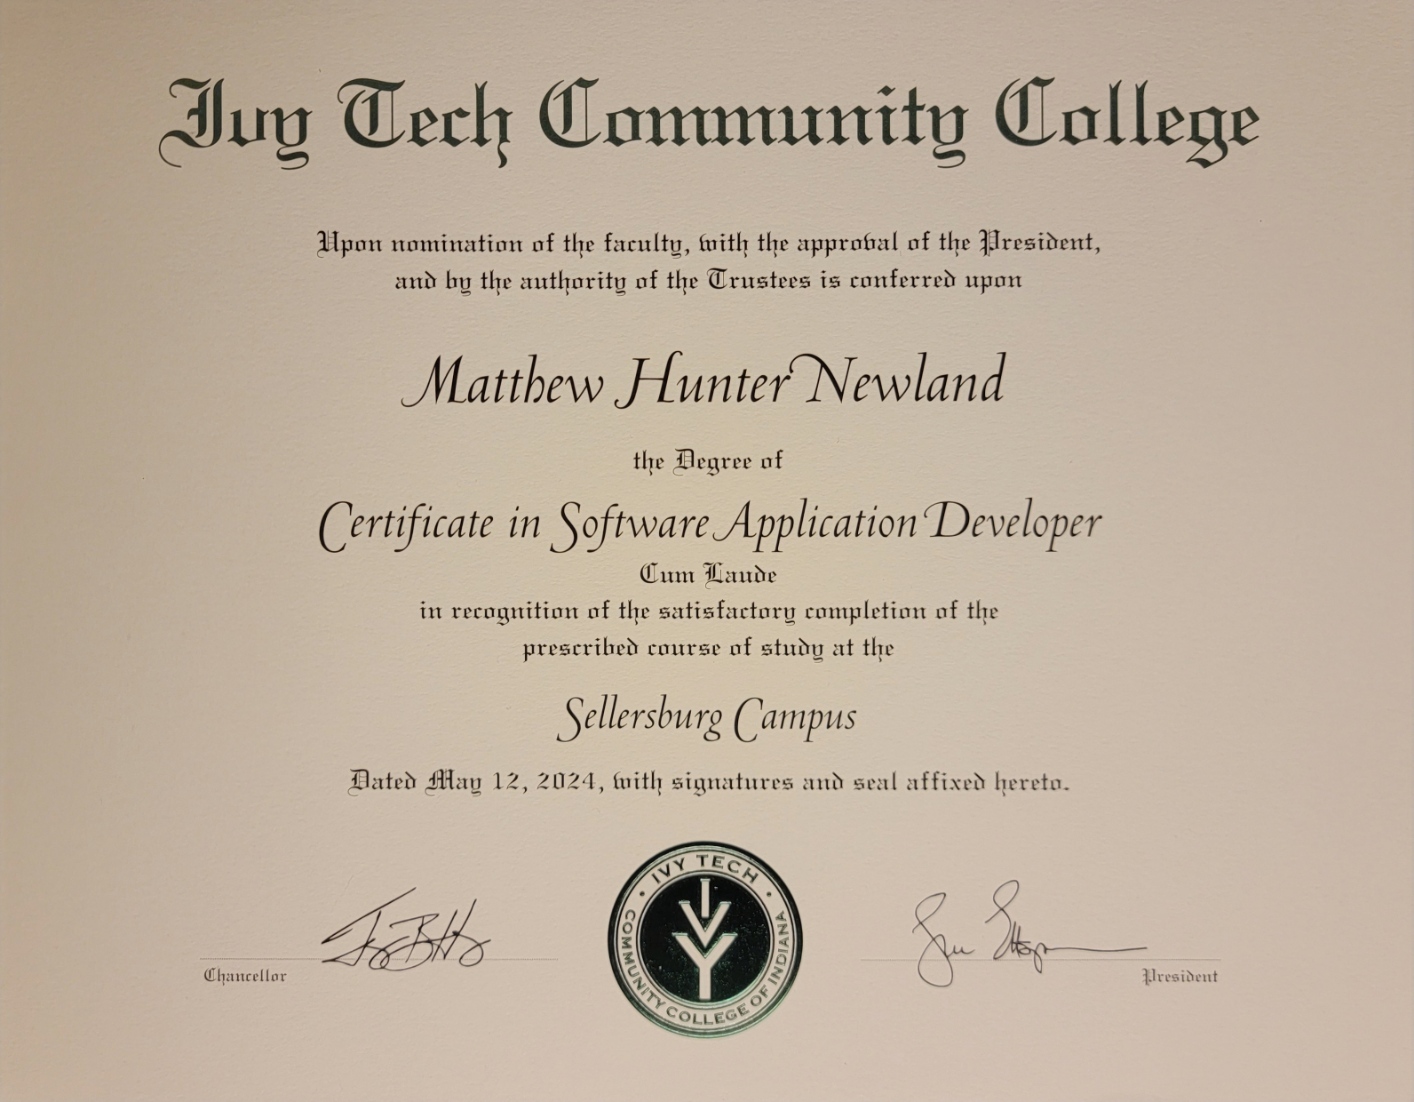 Ivy Tech Community College
Upon nomination of the faculty, with the approval of the President,
and by the authority of the Trustees is conferred upon
Matthew Hunter Newland
the Degree of
Certificate in Software Application Developer
Cum Laude
in recognition of the satisfactory completion of the
prescribed course of study at the
Sellersburg Campus
Dated May 12, 2024, with signatures and seal affixed hereto.
IVY TECH
IVY
COMMUNITY COLLEGE OF INDIANA
Chancellor
President